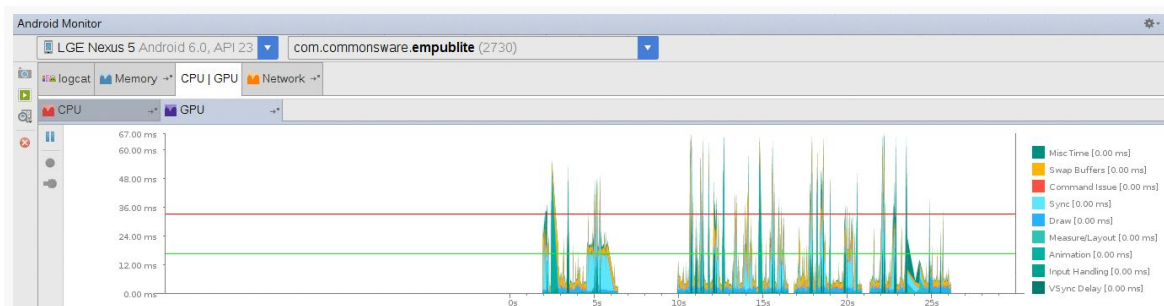 Android Monitor
LGE Nexus 5 Android 6.0, API 23
com.commonsware.empublite (2730)
logcat
Memory
CPU | GPU
Network
CPU
GPU
67.00 ms
60.00 ms
48.00 ms
36.00 ms
24.00 ms
12.00 ms
0.00 ms
0s
5s
10s
15s
20s
25s
Misc Time [0.00 ms]
Swap Buffers [0.00 ms]
Command Issue [0.00 ms]
Sync [0.00 ms]
Draw [0.00 ms]
Measure/Layout [0.00 ms]
Animation [0.00 ms]
Input Handling [0.00 ms]
VSync Delay [0.00 ms]